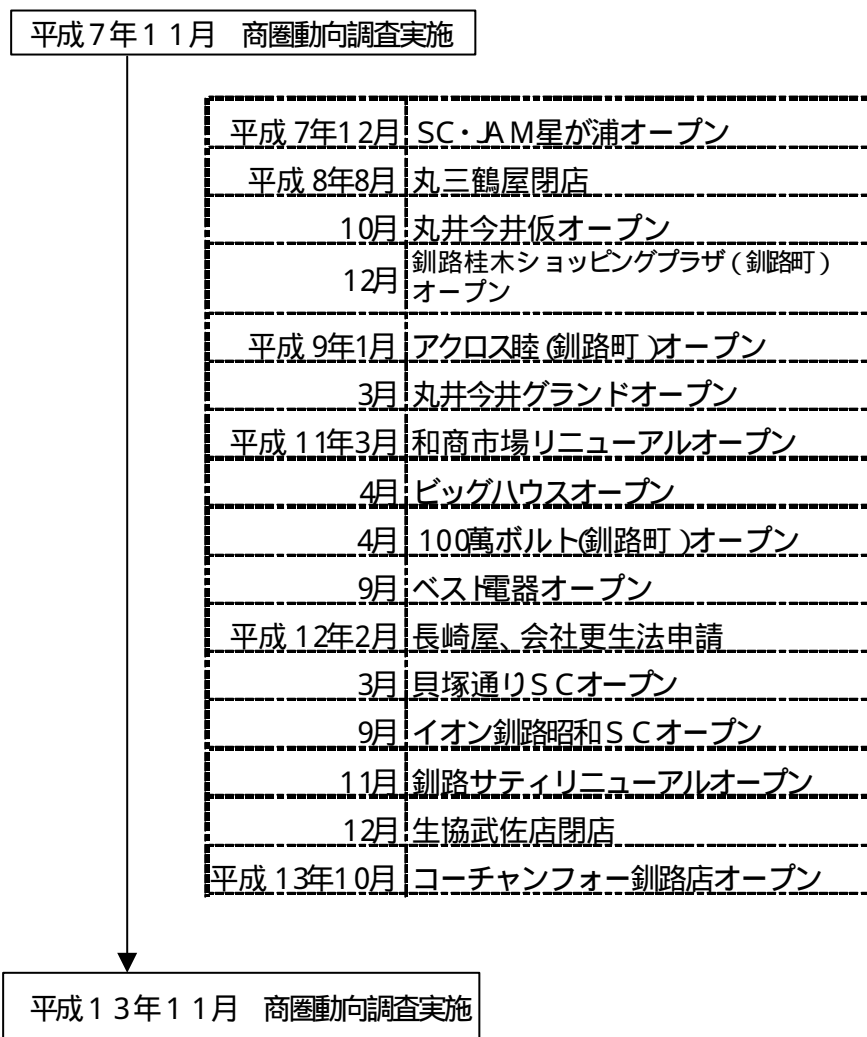 平成7年11月 商圏動向調査実施
平成 7年12月 SC・JAM星が浦オープン
平成 8年8月 丸三鶴屋閉店
10月 丸井今井仮オープン
12月 釧路桂木ショッピングプラザ(釧路町)
オープン
平成 9年1月 アクロス睦(釧路町)オープン
3月 丸井今井グランドオープン
平成 11年3月 和商市場リニューアルオープン
4月 ビッグハウスオープン
4月 100萬ボルト(釧路町)オープン
9月 ベスト電器オープン
平成 12年2月 長崎屋、会社更生法申請
3月 貝塚通りSCオープン
9月 イオン釧路昭和SCオープン
11月 釧路サティリニューアルオープン
12月 生協武佐店閉店
平成 13年10月 コーチャンフォー釧路店オープン
平成13年11月 商圏動向調査実施